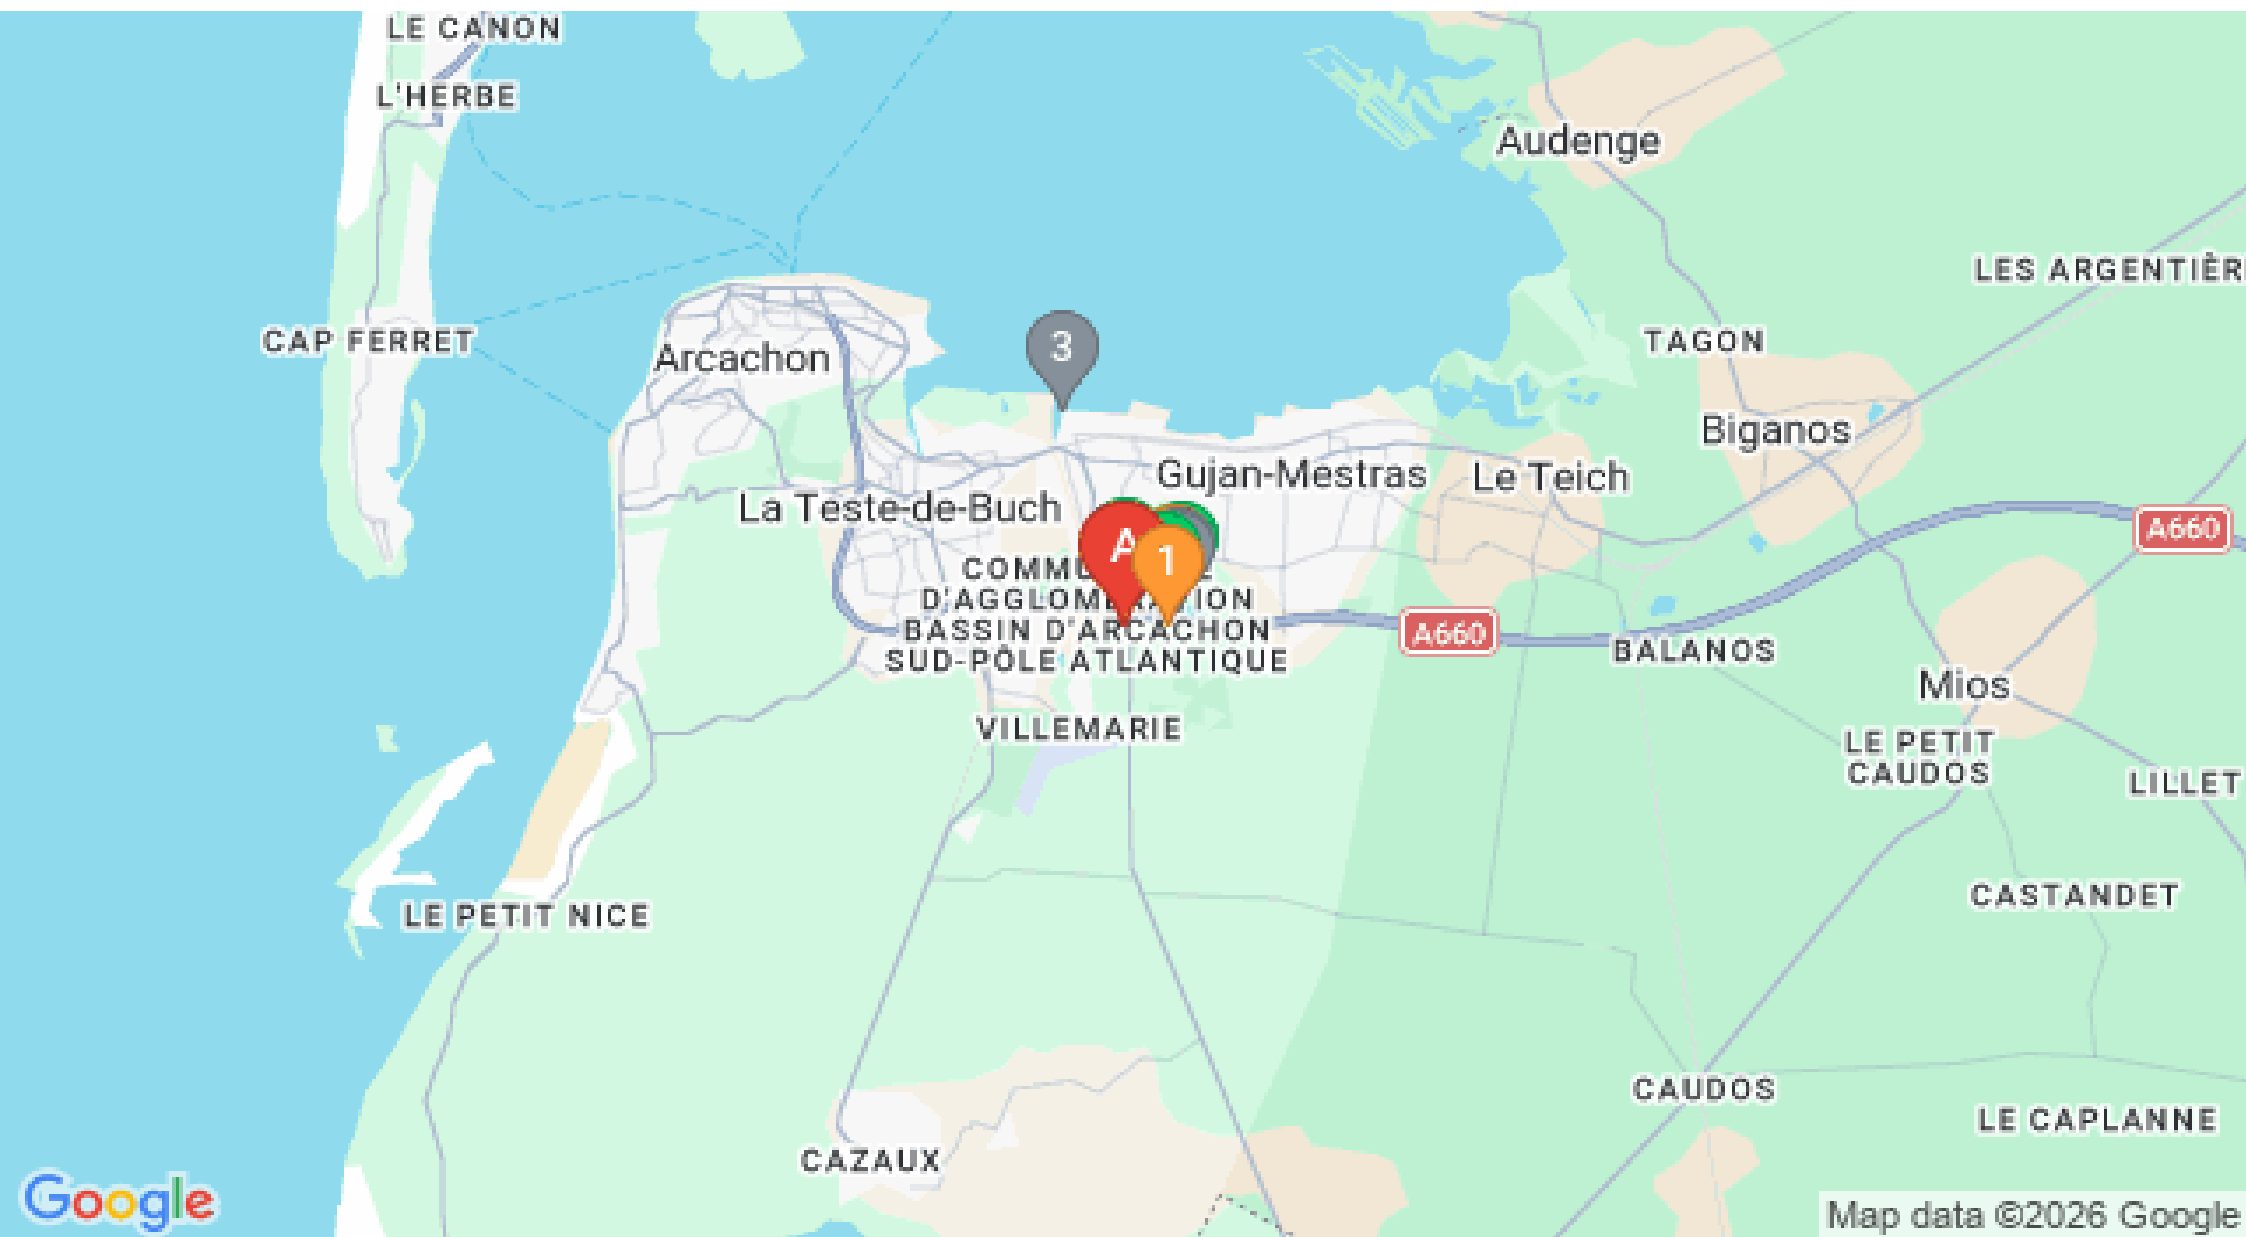 LE CANON
L'HERBE
Audenge
LES ARGENTIÈR
CAP FERRET
Arcachon
3
TAGON
Biganos
Gujan-Mestras
Le Teich
La Teste-de-Buch
A660
A
1
D'AGGLOM
ION
BASSIN D'ARCACHON
SUD-PÔLE ATLANTIQUE
A660
BALANOS
Mios
VILLEMARIE
LE PETIT
CAUDOS
LILLET
CASTANDET
LE PETIT NICE
CAUDOS
LE CAPLANNE
CAZAUX
Google
Map data ©2026 Google